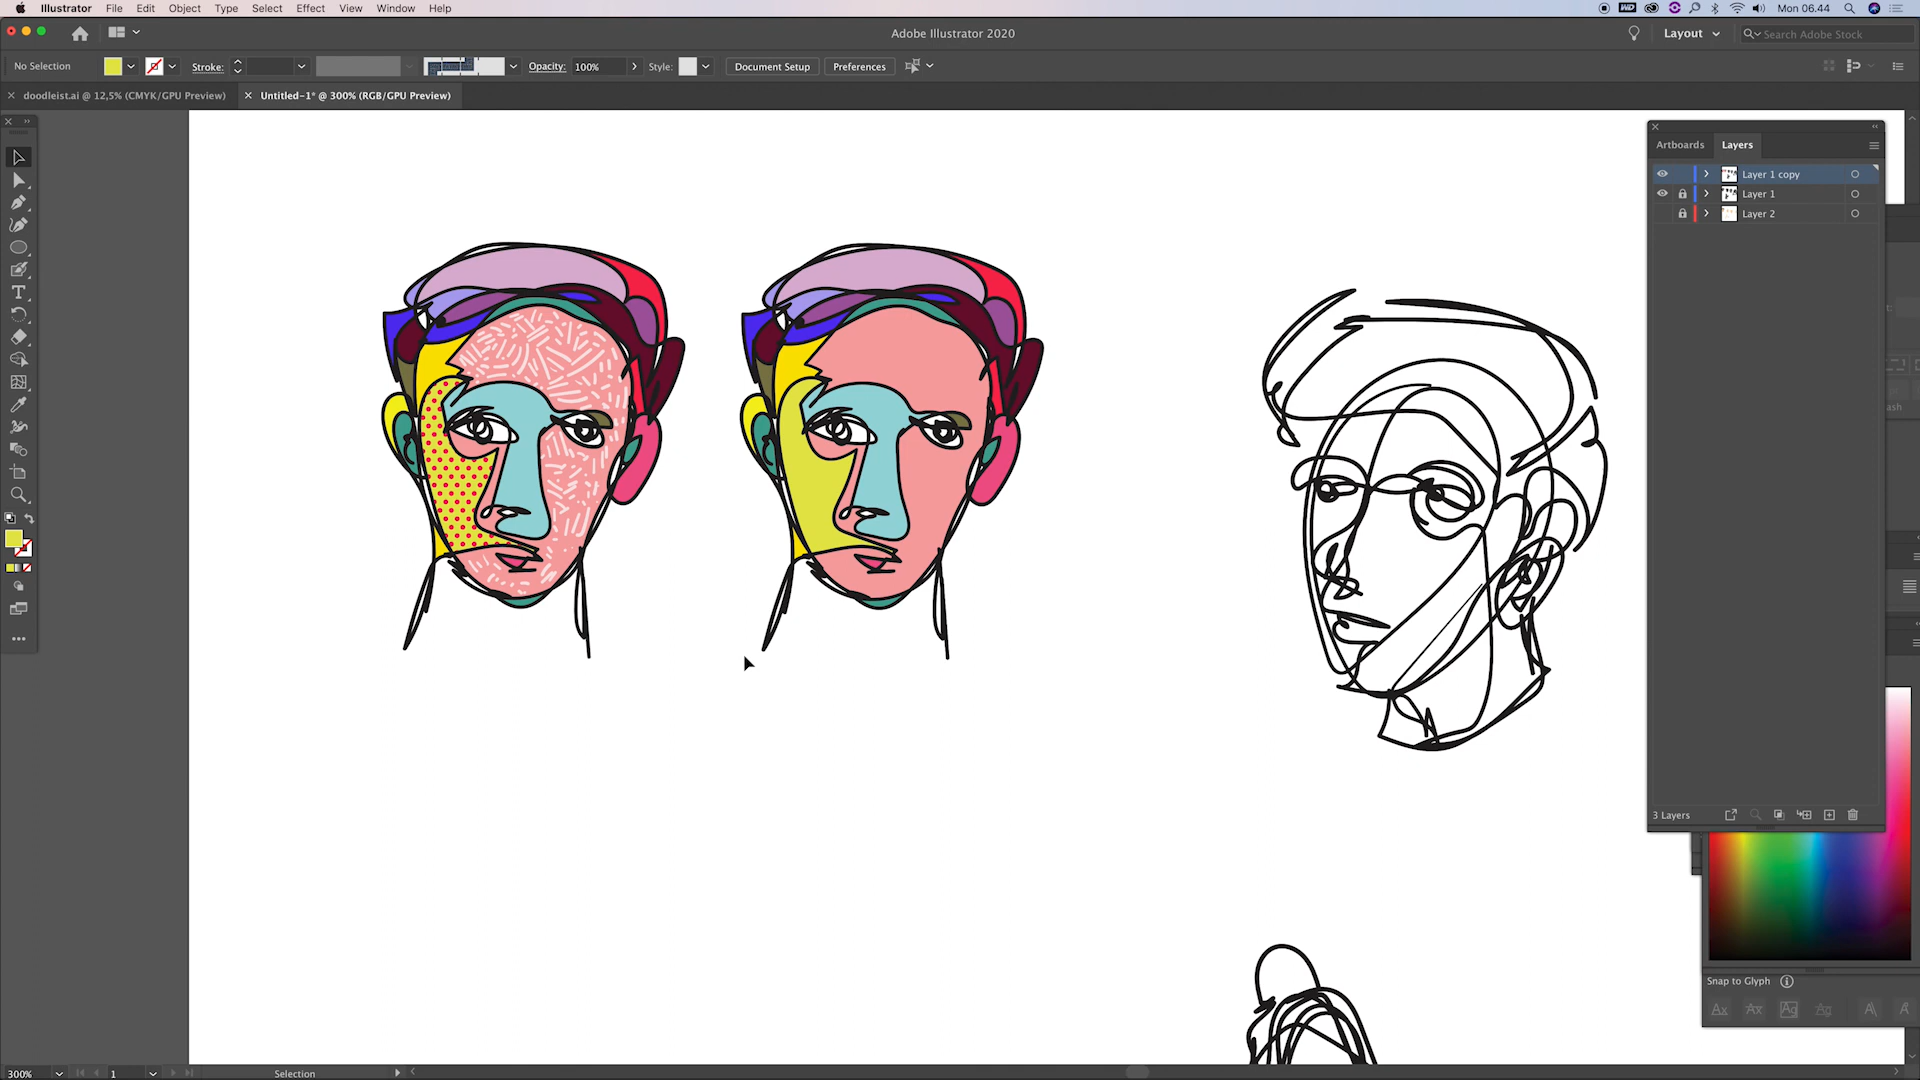 Illustrator File Edit Object Type Select Effect View Window Help
Mon 06.44
Adobe Illustrator 2020
Layout
Search Adobe Stock
No Selection
Stroke:
Opacity: 100%
Style:
Document Setup
Preferences
doodleist.ai @ 12,5% (CMYK/GPU Preview)
Untitled-1* @ 300% (RGB/GPU Preview)
Artboards Layers
Layer 1 copy
Layer 1
Layer 2
3 Layers
Snap to Glyph
300%
1
Selection